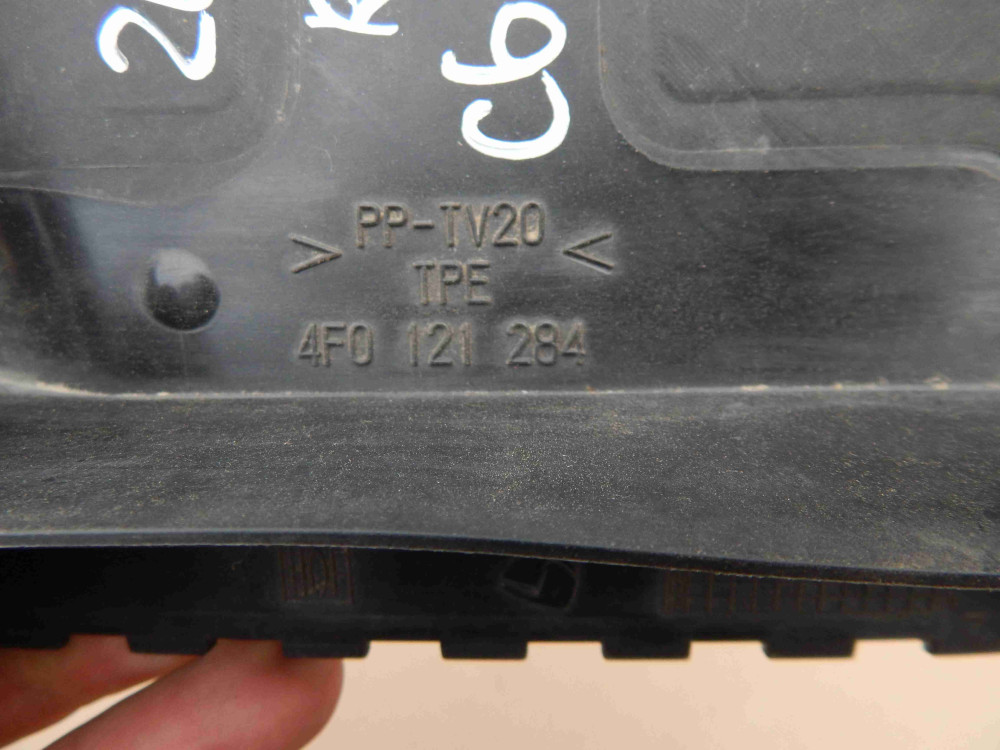 C6
> PP-TV20 <
TPE
4F0 121 284